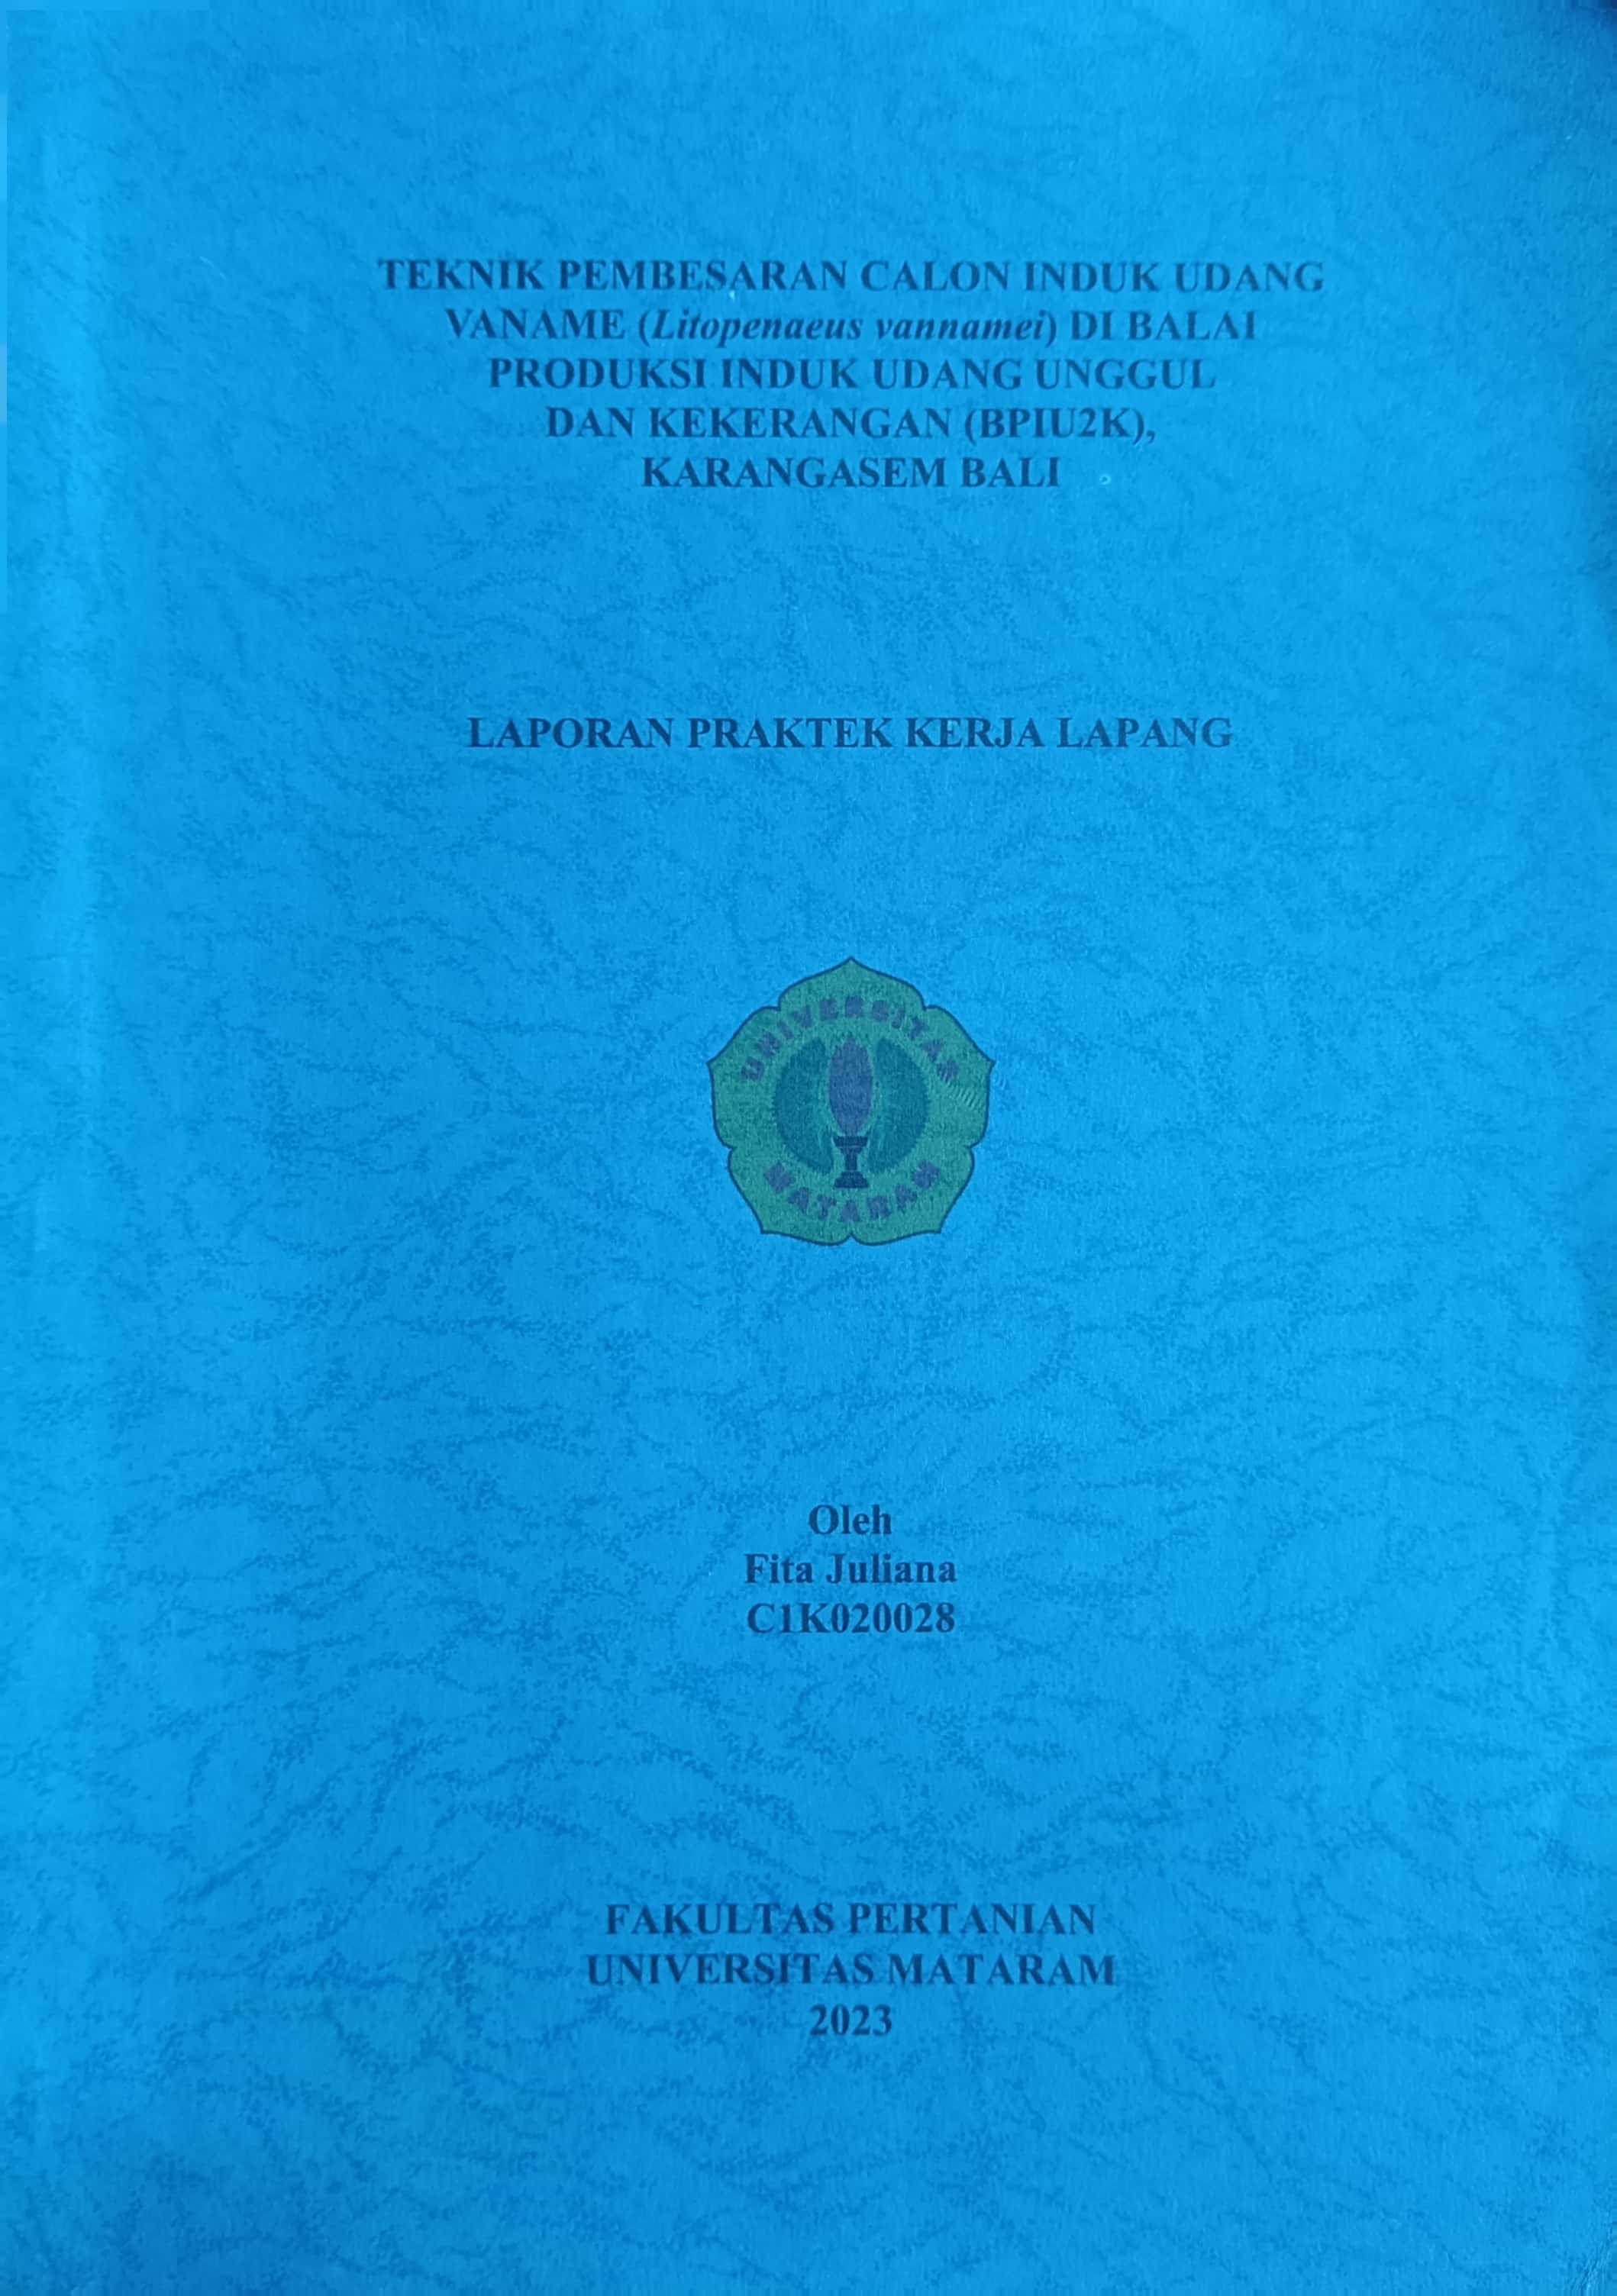 TEKNIK PEMBESARAN CALON INDUK UDANG
VANAME (Litopenaeus vannamei) DI BALAI
PRODUKSI INDUK UDANG UNGGUL
DAN KEKERANGAN (BPIU2K),
KARANGASEM BALI
LAPORAN PRAKTEK KERJA LAPANG
UNIVERSITAS
MATARAM
Oleh
Fita Juliana
C1K020028
FAKULTAS PERTANIAN
UNIVERSITAS MATARAM
2023